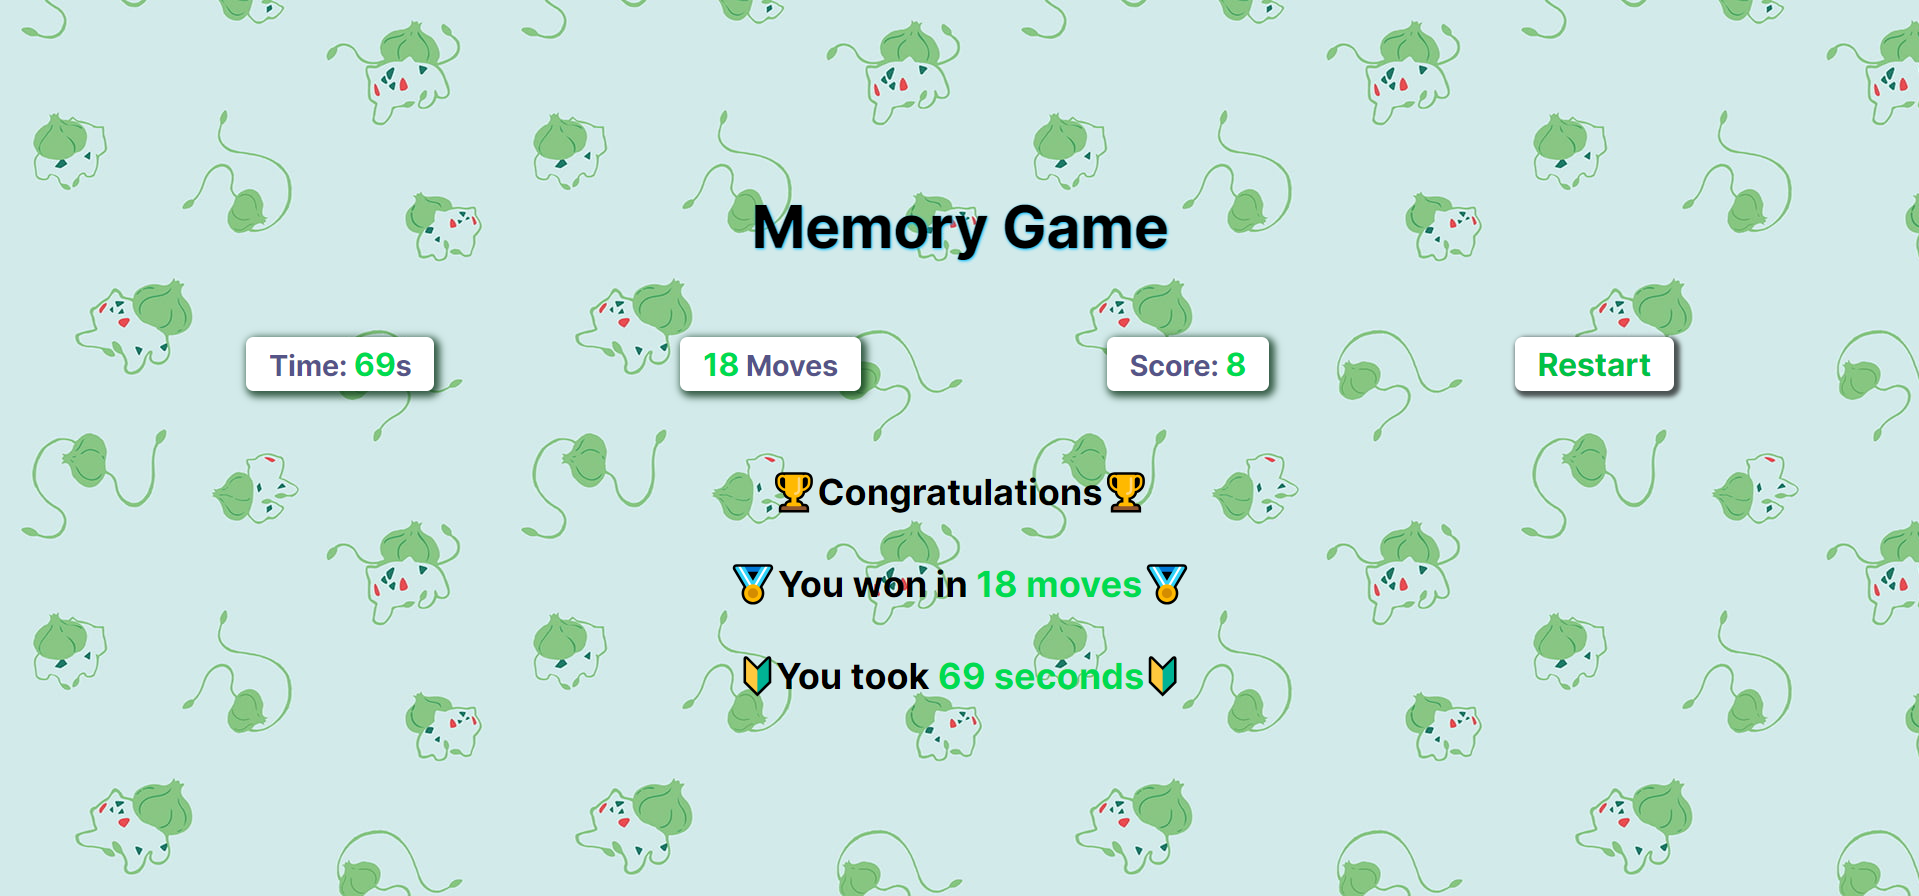 Memory Game
Time: 69s
18 Moves
Score: 8
Restart
🏆Congratulations🏆
🏅You won in 18 moves🏅
🔰You took 69 seconds🔰